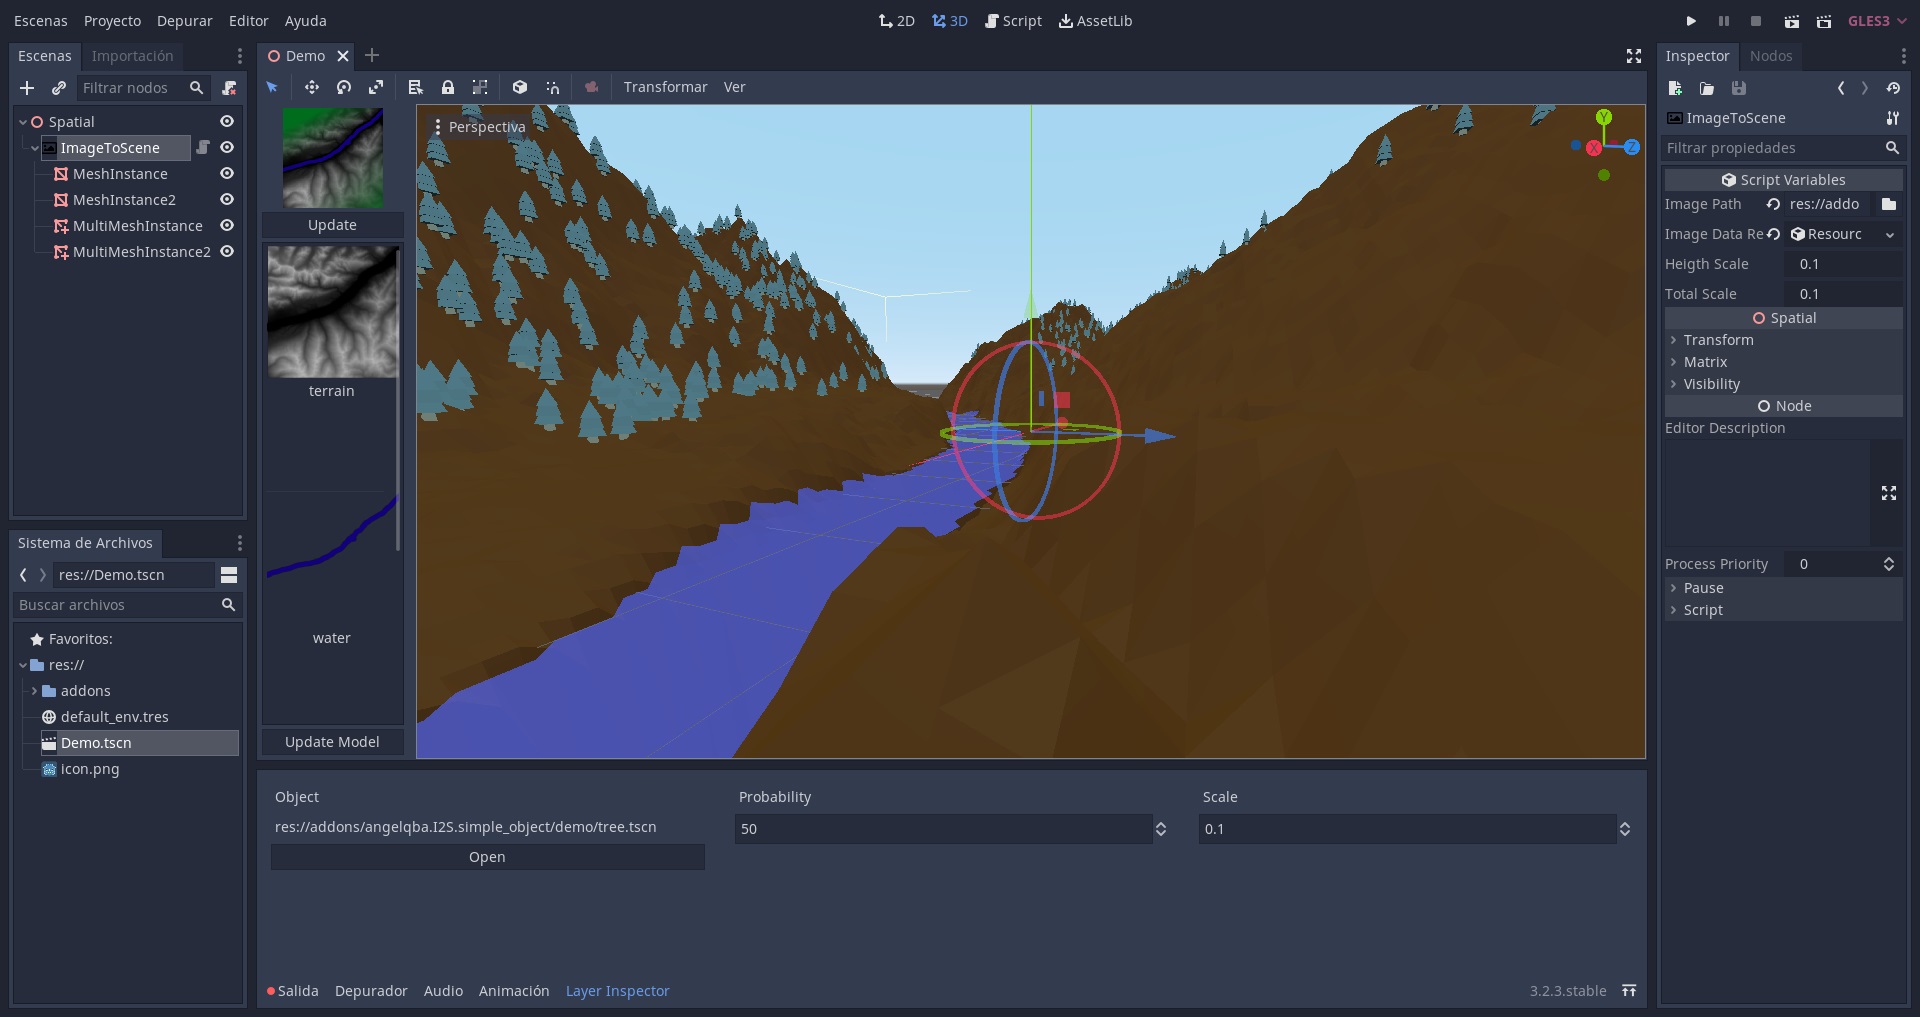 Escenas Proyecto Depurar Editor Ayuda
2D 3D Script AssetLib
GLES3
Escenas Importación
Filtrar nodos
Spatial
ImageToScene
MeshInstance
MeshInstance2
MultiMeshInstance
MultiMeshInstance2
Sistema de Archivos
res://Demo.tscn
Buscar archivos
Favoritos:
res://
addons
default_env.tres
Demo.tscn
icon.png
Demo
Transformar Ver
Update
terrain
water
Update Model
Perspectiva
Y
X Z
Object
res://addons/angelqba.I2S.simple_object/demo/tree.tscn
Open
Probability
50
Scale
0.1
Salida Depurador Audio Animación Layer Inspector
3.2.3.stable
Inspector Nodos
ImageToScene
Filtrar propiedades
Script Variables
Image Path res://addo
Image Data Re Resourc
Heigth Scale 0.1
Total Scale 0.1
Spatial
Transform
Matrix
Visibility
Node
Editor Description
Process Priority 0
Pause
Script